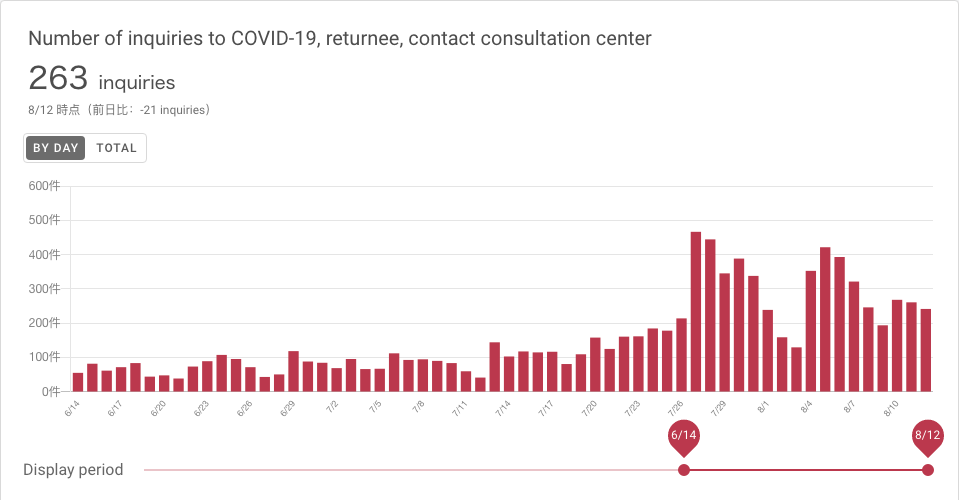 Number of inquiries to COVID-19, returnee, contact consultation center
263 inquiries
8/12 時点（前日比：-21 inquiries）
BY DAY TOTAL
600件
500件
400件
300件
200件
100件
0件
6/14 6/17 6/20 6/23 6/26 6/29 7/2 7/5 7/8 7/11 7/14 7/17 7/20 7/23 7/26 7/29 8/1 8/4 8/7 8/10
6/14 8/12
Display period